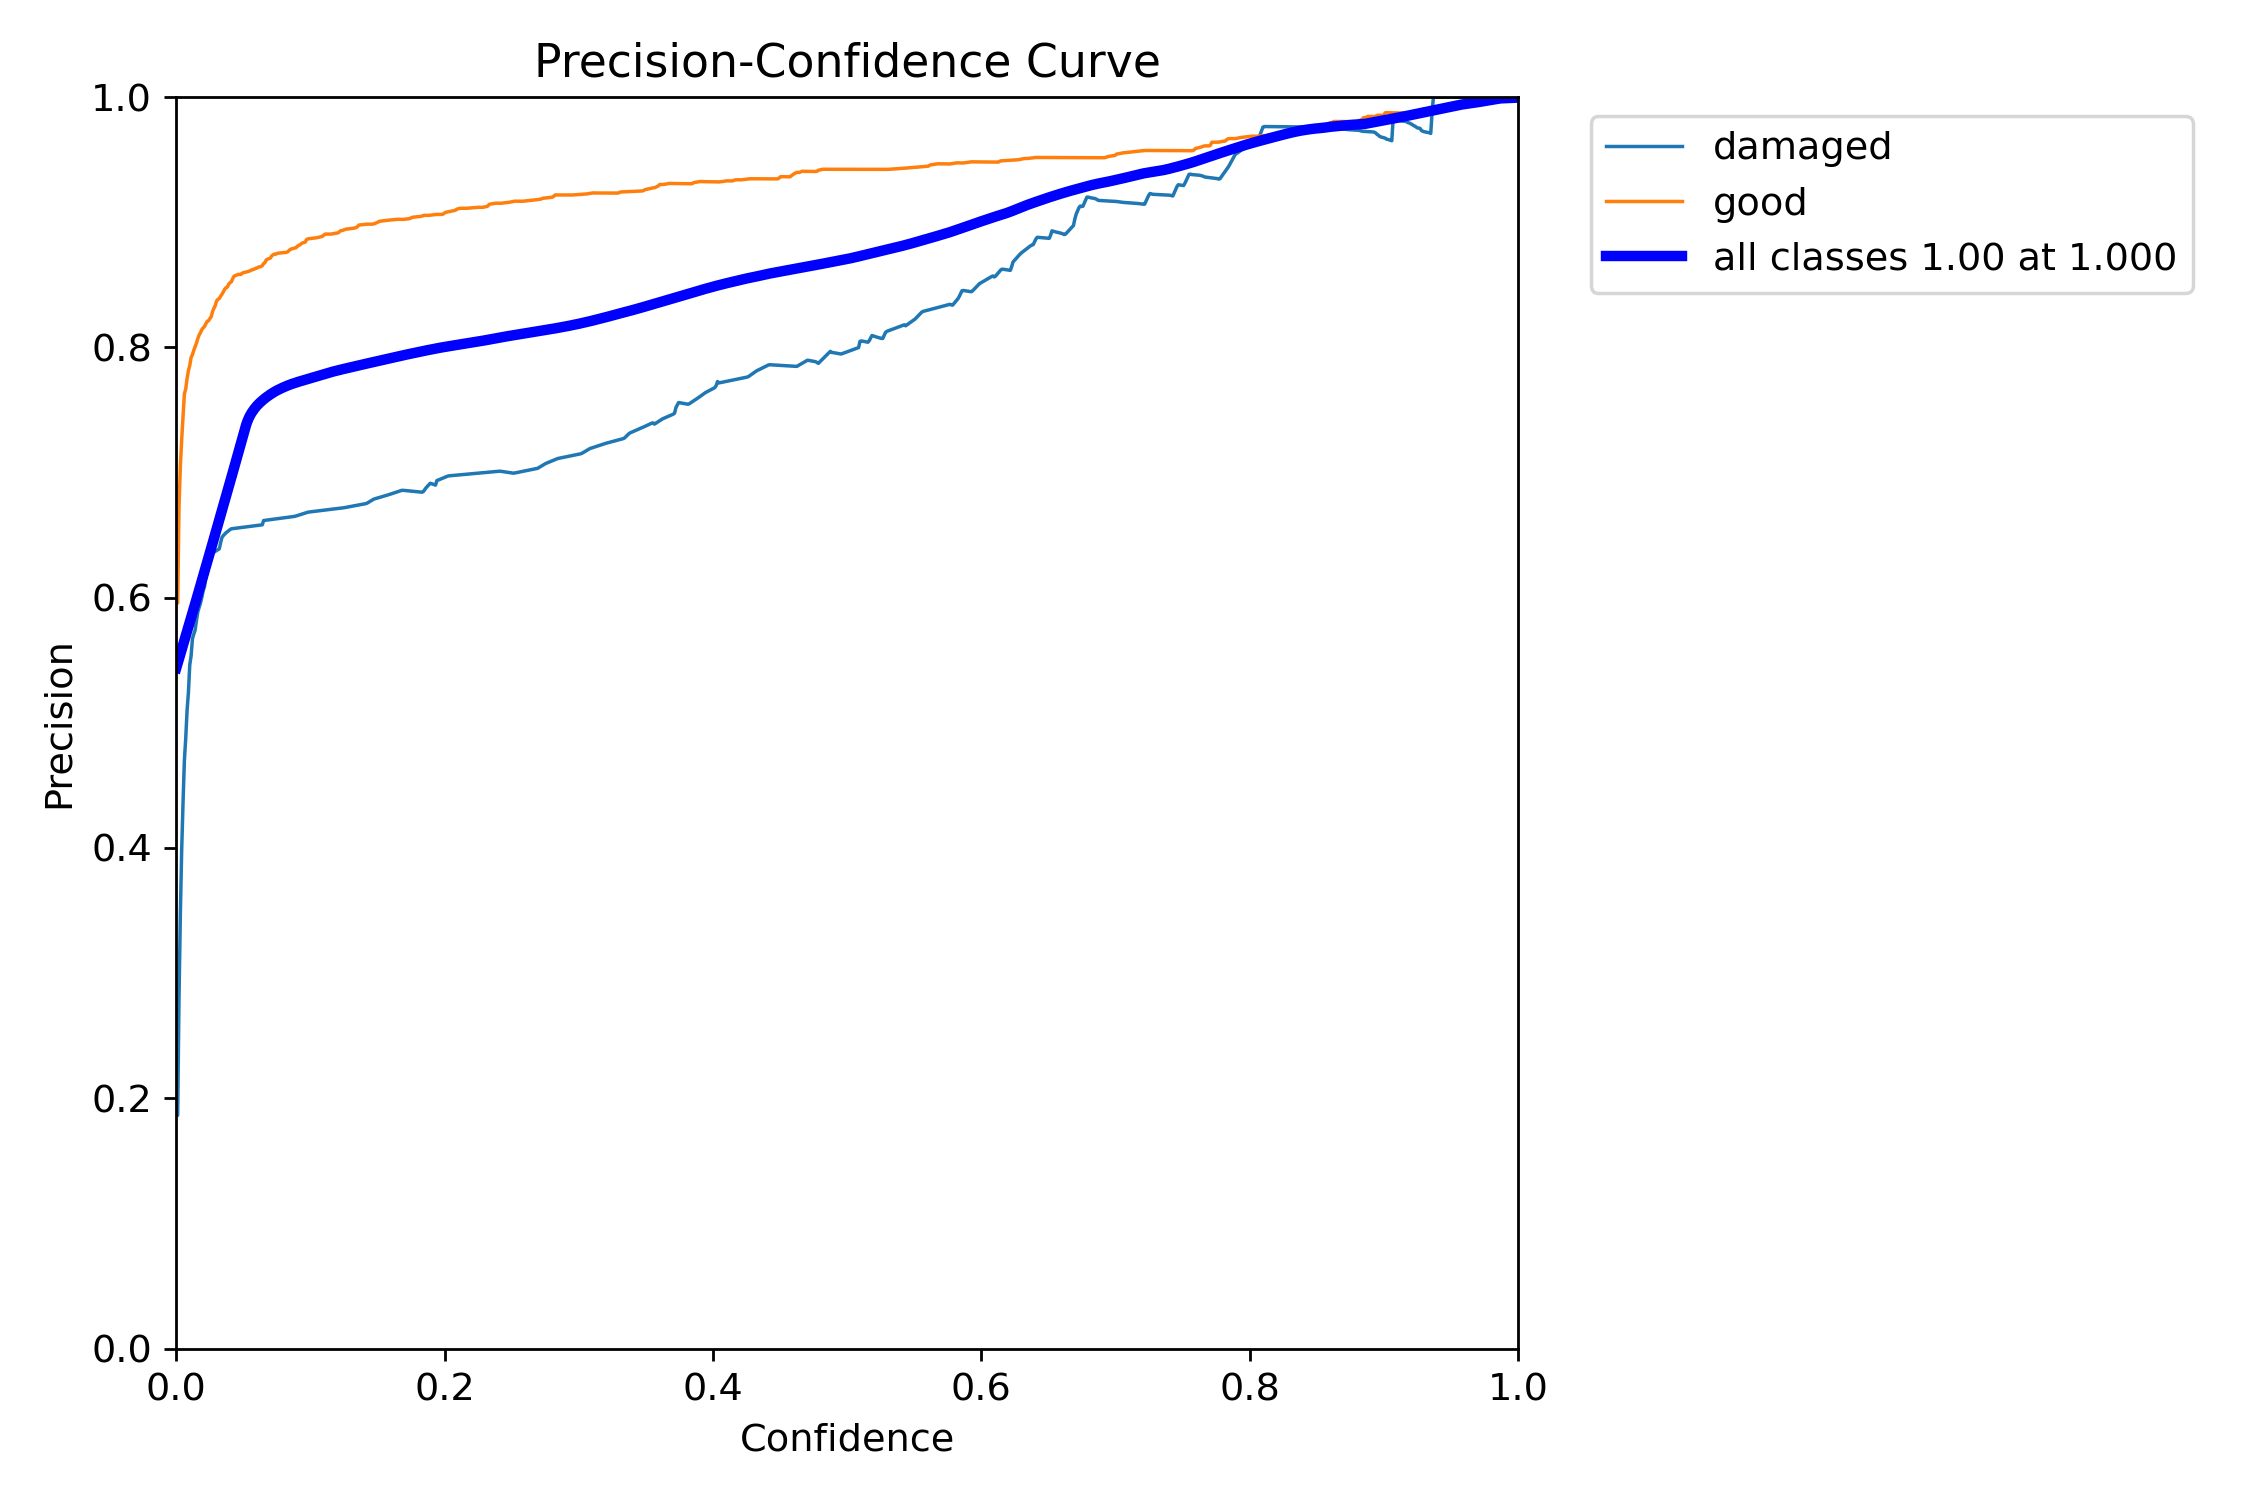 Precision-Confidence Curve
1.0
0.8
0.6
0.4
0.2
0.0
Precision
0.0 0.2 0.4 0.6 0.8 1.0
Confidence
damaged
good
all classes 1.00 at 1.000